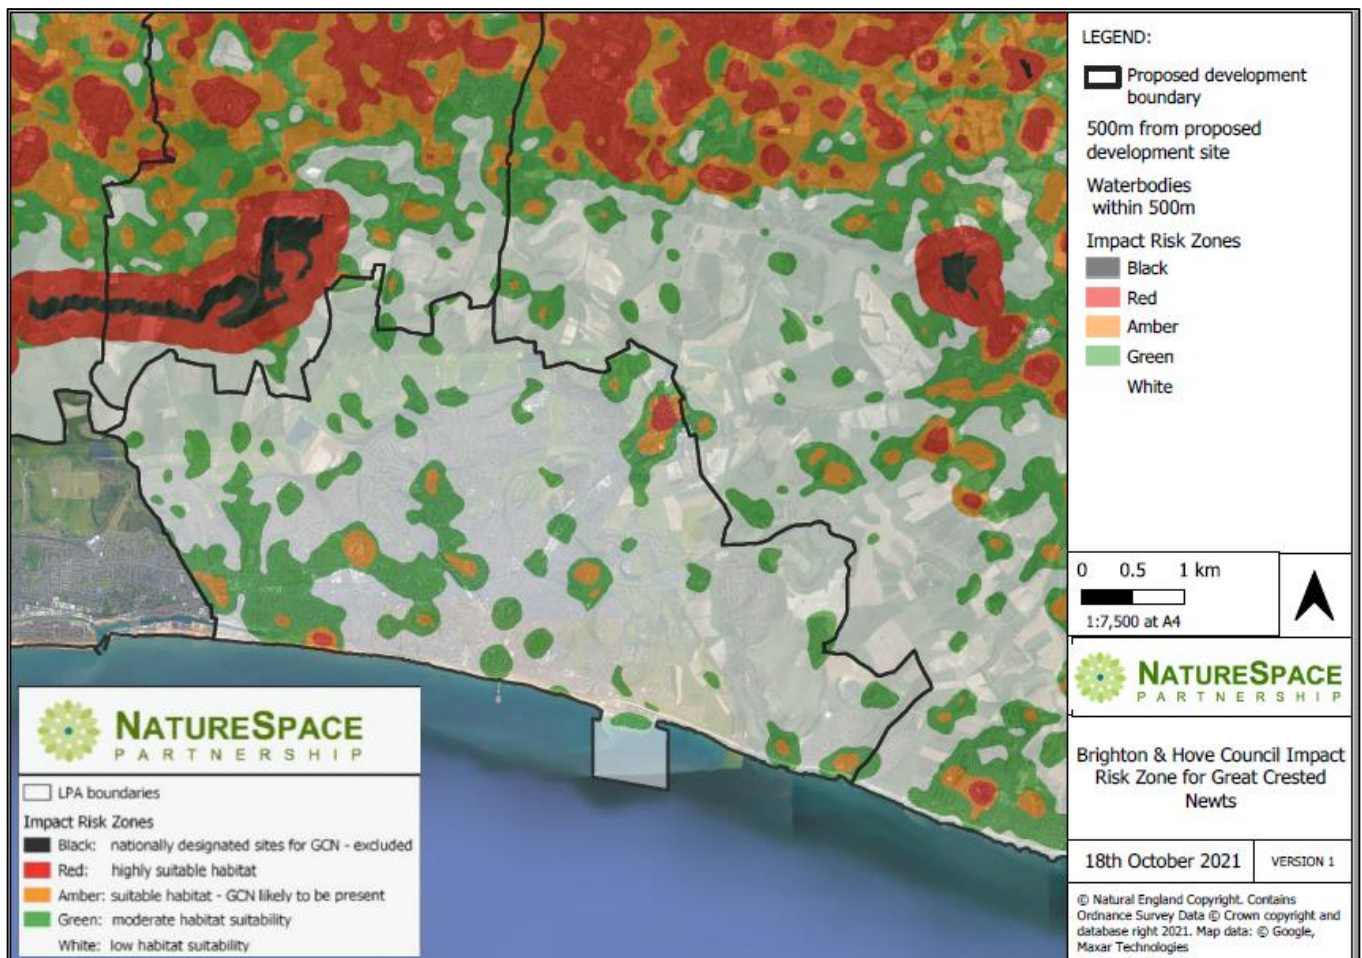 LEGEND:
Proposed development
boundary
500m from proposed
development site
Waterbodies
within 500m
Impact Risk Zones
Black
Red
Amber
Green
White
0 0.5 1 km
1:7,500 at A4
NATURESPACE
PARTNERSHIP
Brighton & Hove Council Impact
Risk Zone for Great Crested
Newts
18th October 2021
VERSION 1
© Natural England Copyright. Contains
Ordnance Survey Data © Crown copyright and
database right 2021. Map data: © Google,
Maxar Technologies
NATURESPACE
PARTNERSHIP
LPA boundaries
Impact Risk Zones
Black: nationally designated sites for GCN - excluded
Red: highly suitable habitat
Amber: suitable habitat - GCN likely to be present
Green: moderate habitat suitability
White: low habitat suitability